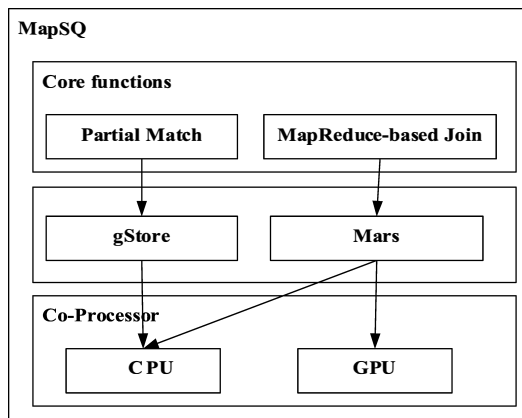 MapSQ
Core functions
Partial Match
MapReduce-based Join
gStore
Mars
Co-Processor
CPU
GPU